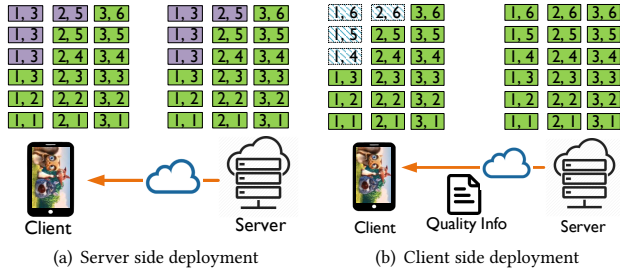 1, 3 2, 5 3, 6 1, 3 2, 5 3, 6 1, 6 2, 6 3, 6 1, 6 2, 6 3, 6
1, 3 2, 5 3, 5 1, 3 2, 5 3, 5 1, 5 2, 5 3, 5 1, 5 2, 5 3, 5
1, 3 2, 4 3, 4 1, 3 2, 4 3, 4 1, 4 2, 4 3, 4 1, 4 2, 4 3, 4
1, 3 2, 3 3, 3 1, 3 2, 3 3, 3 1, 3 2, 3 3, 3 1, 3 2, 3 3, 3
1, 2 2, 2 3, 2 1, 2 2, 2 3, 2 1, 2 2, 2 3, 2 1, 2 2, 2 3, 2
1, 1 2, 1 3, 1 1, 1 2, 1 3, 1 1, 1 2, 1 3, 1 1, 1 2, 1 3, 1
Client Server Client Quality Info Server
(a) Server side deployment (b) Client side deployment